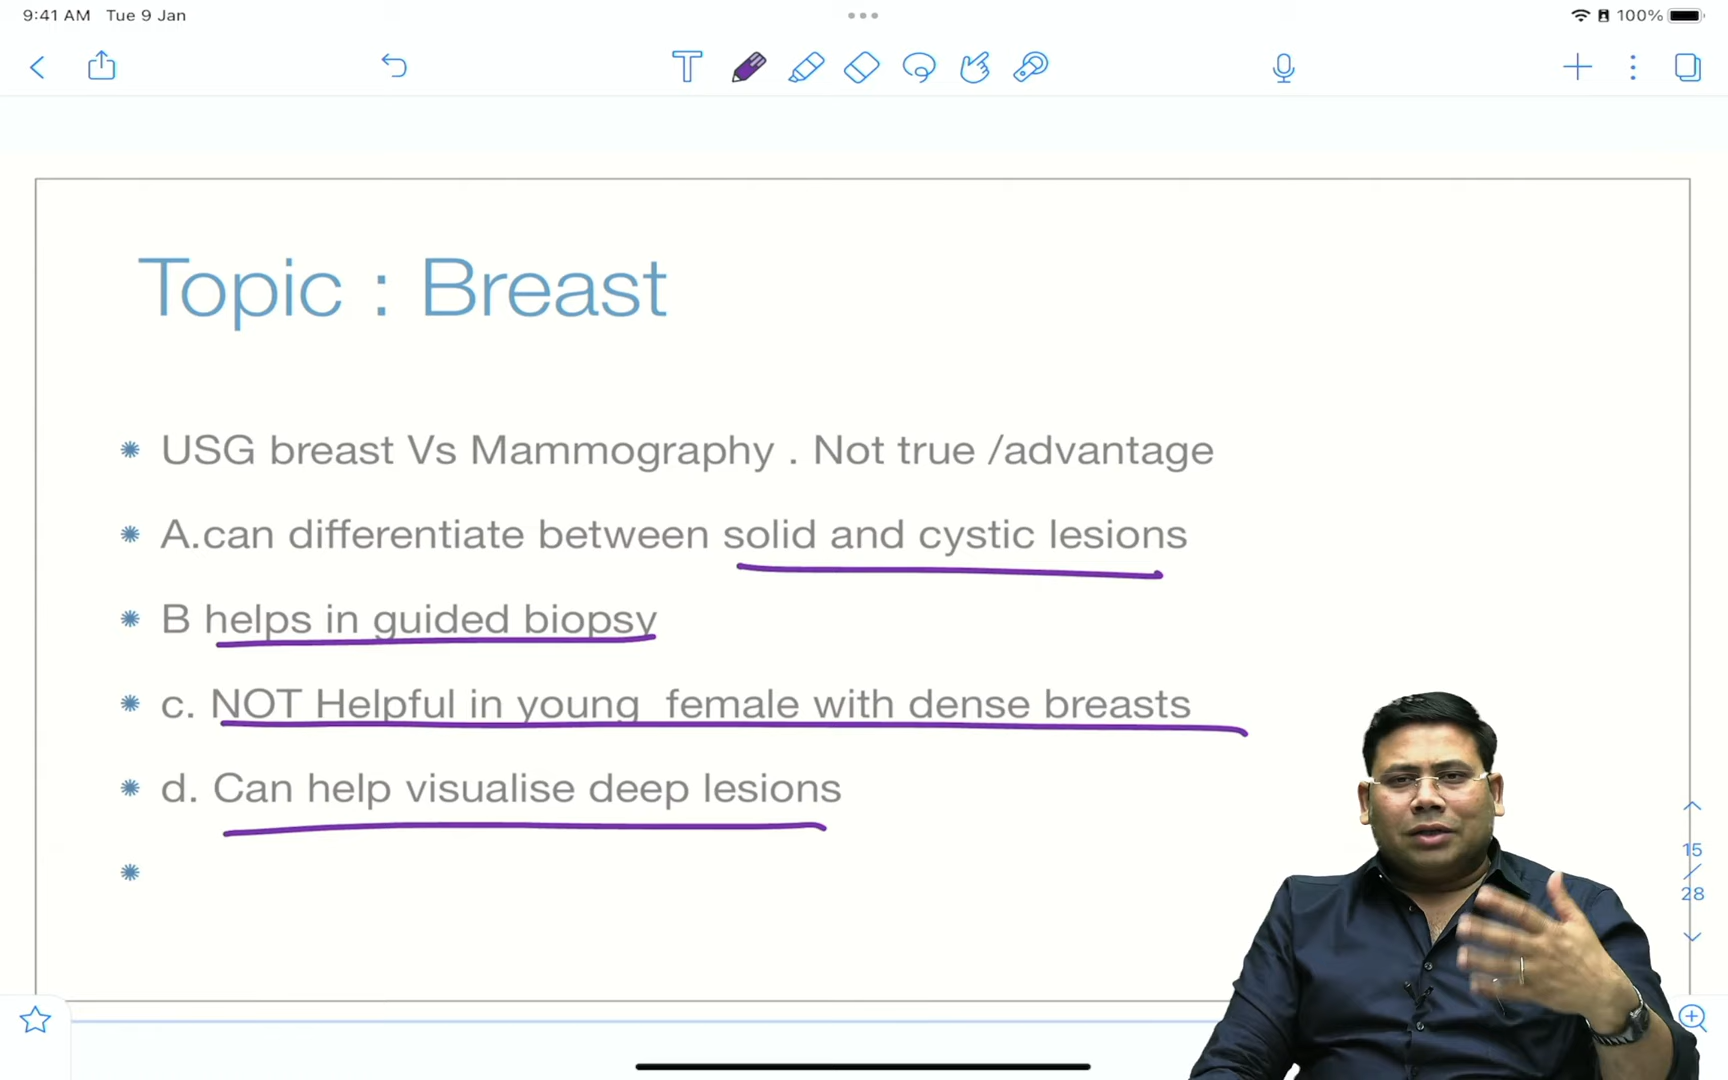 9:41 AM Tue 9 Jan
100%
Topic : Breast
USG breast Vs Mammography . Not true /advantage
A.can differentiate between solid and cystic lesions
B helps in guided biopsy
c. NOT Helpful in young female with dense breasts
d. Can help visualise deep lesions
15
/
28